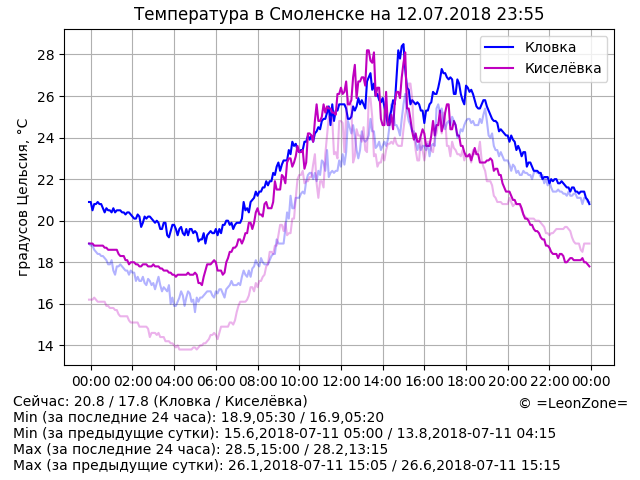 Температура в Смоленске на 12.07.2018 23:55
градусов Цельсия, °C
28
26
24
22
20
18
16
14
Кловка
Киселёвка
00:00 02:00 04:00 06:00 08:00 10:00 12:00 14:00 16:00 18:00 20:00 22:00 00:00
Сейчас: 20.8 / 17.8 (Кловка / Киселёвка)
© =LeonZone=
Min (за последние 24 часа): 18.9,05:30 / 16.9,05:20
Min (за предыдущие сутки): 15.6,2018-07-11 05:00 / 13.8,2018-07-11 04:15
Max (за последние 24 часа): 28.5,15:00 / 28.2,13:15
Max (за предыдущие сутки): 26.1,2018-07-11 15:05 / 26.6,2018-07-11 15:15